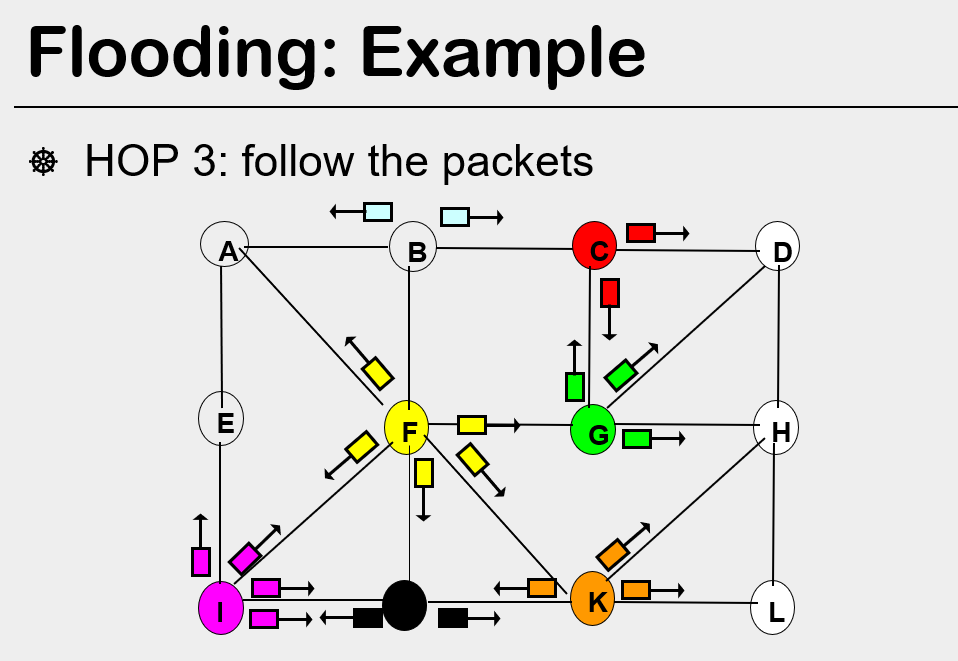 Flooding: Example
HOP 3: follow the packets
A B C D
E F G H
I K L